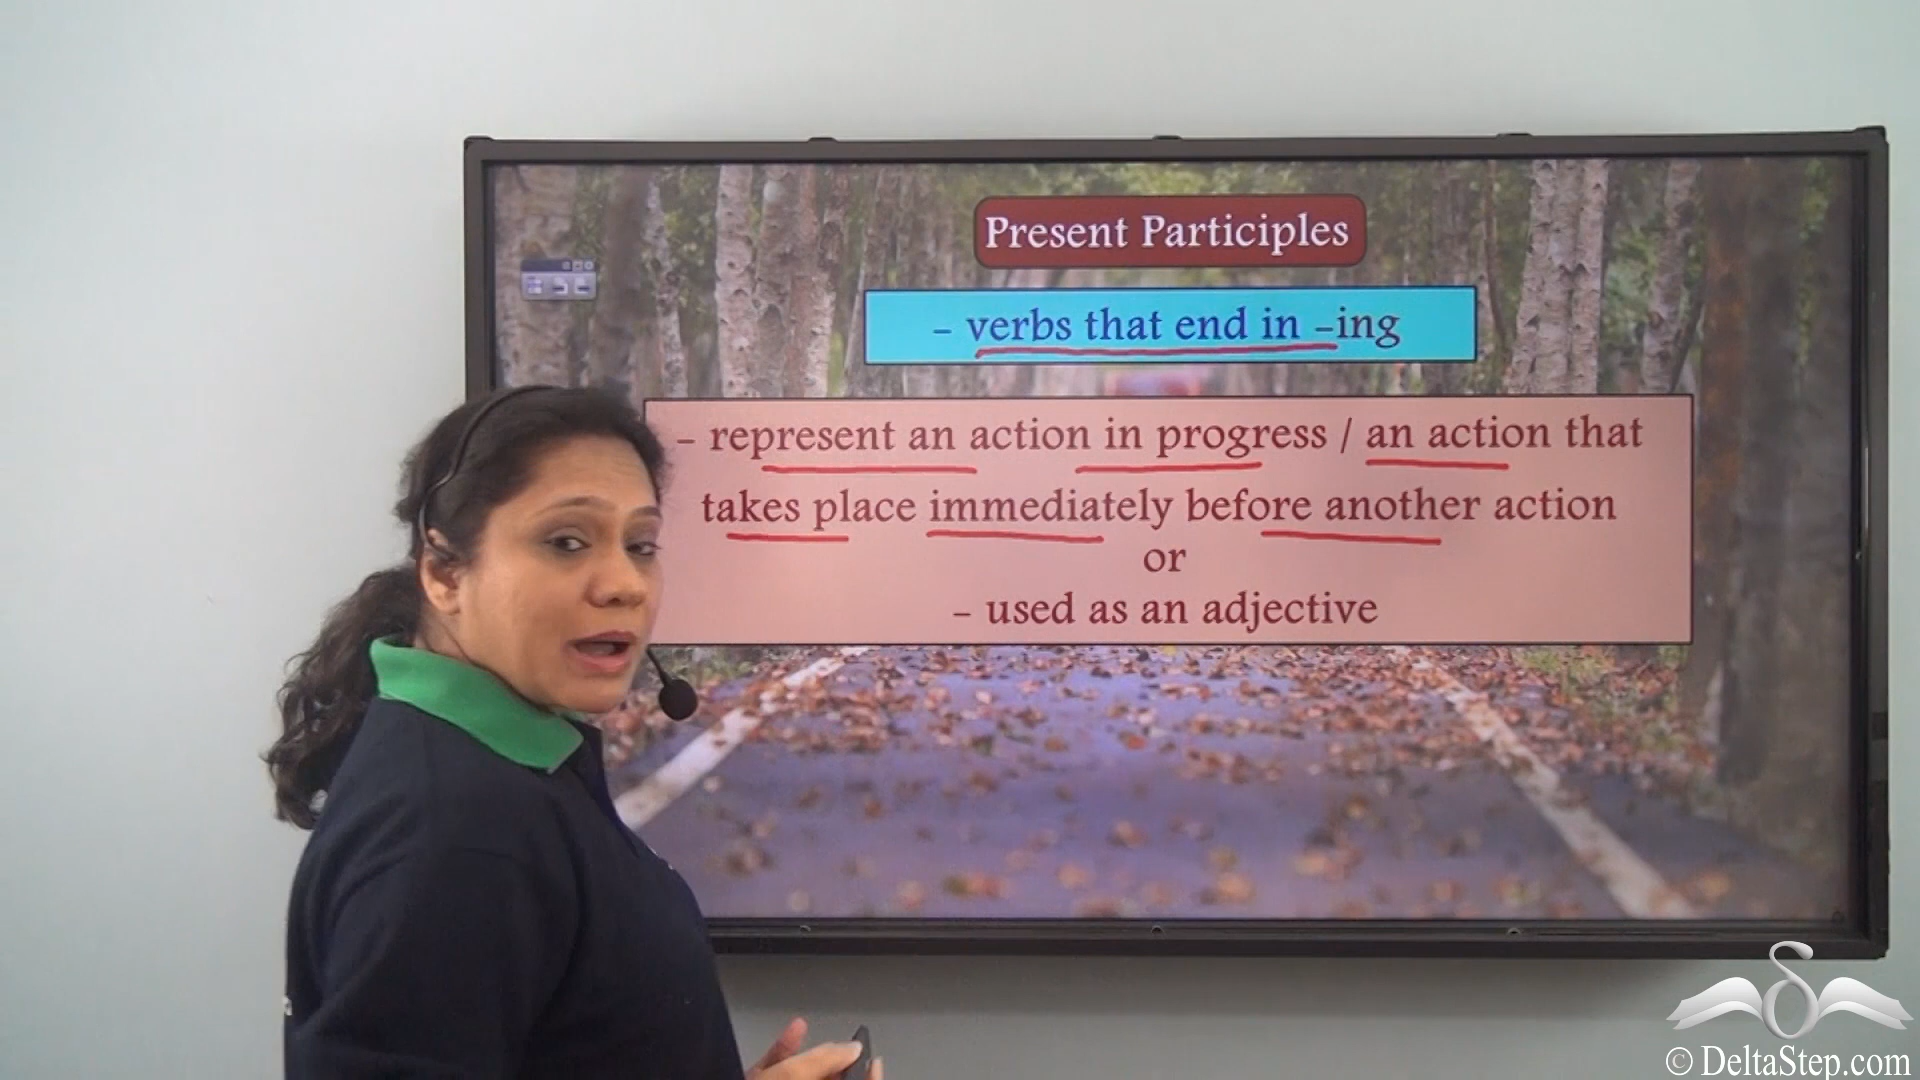 Present Participles
- verbs that end in -ing
- represent an action in progress / an action that
takes place immediately before another action
or
- used as an adjective
© DeltaStep.com